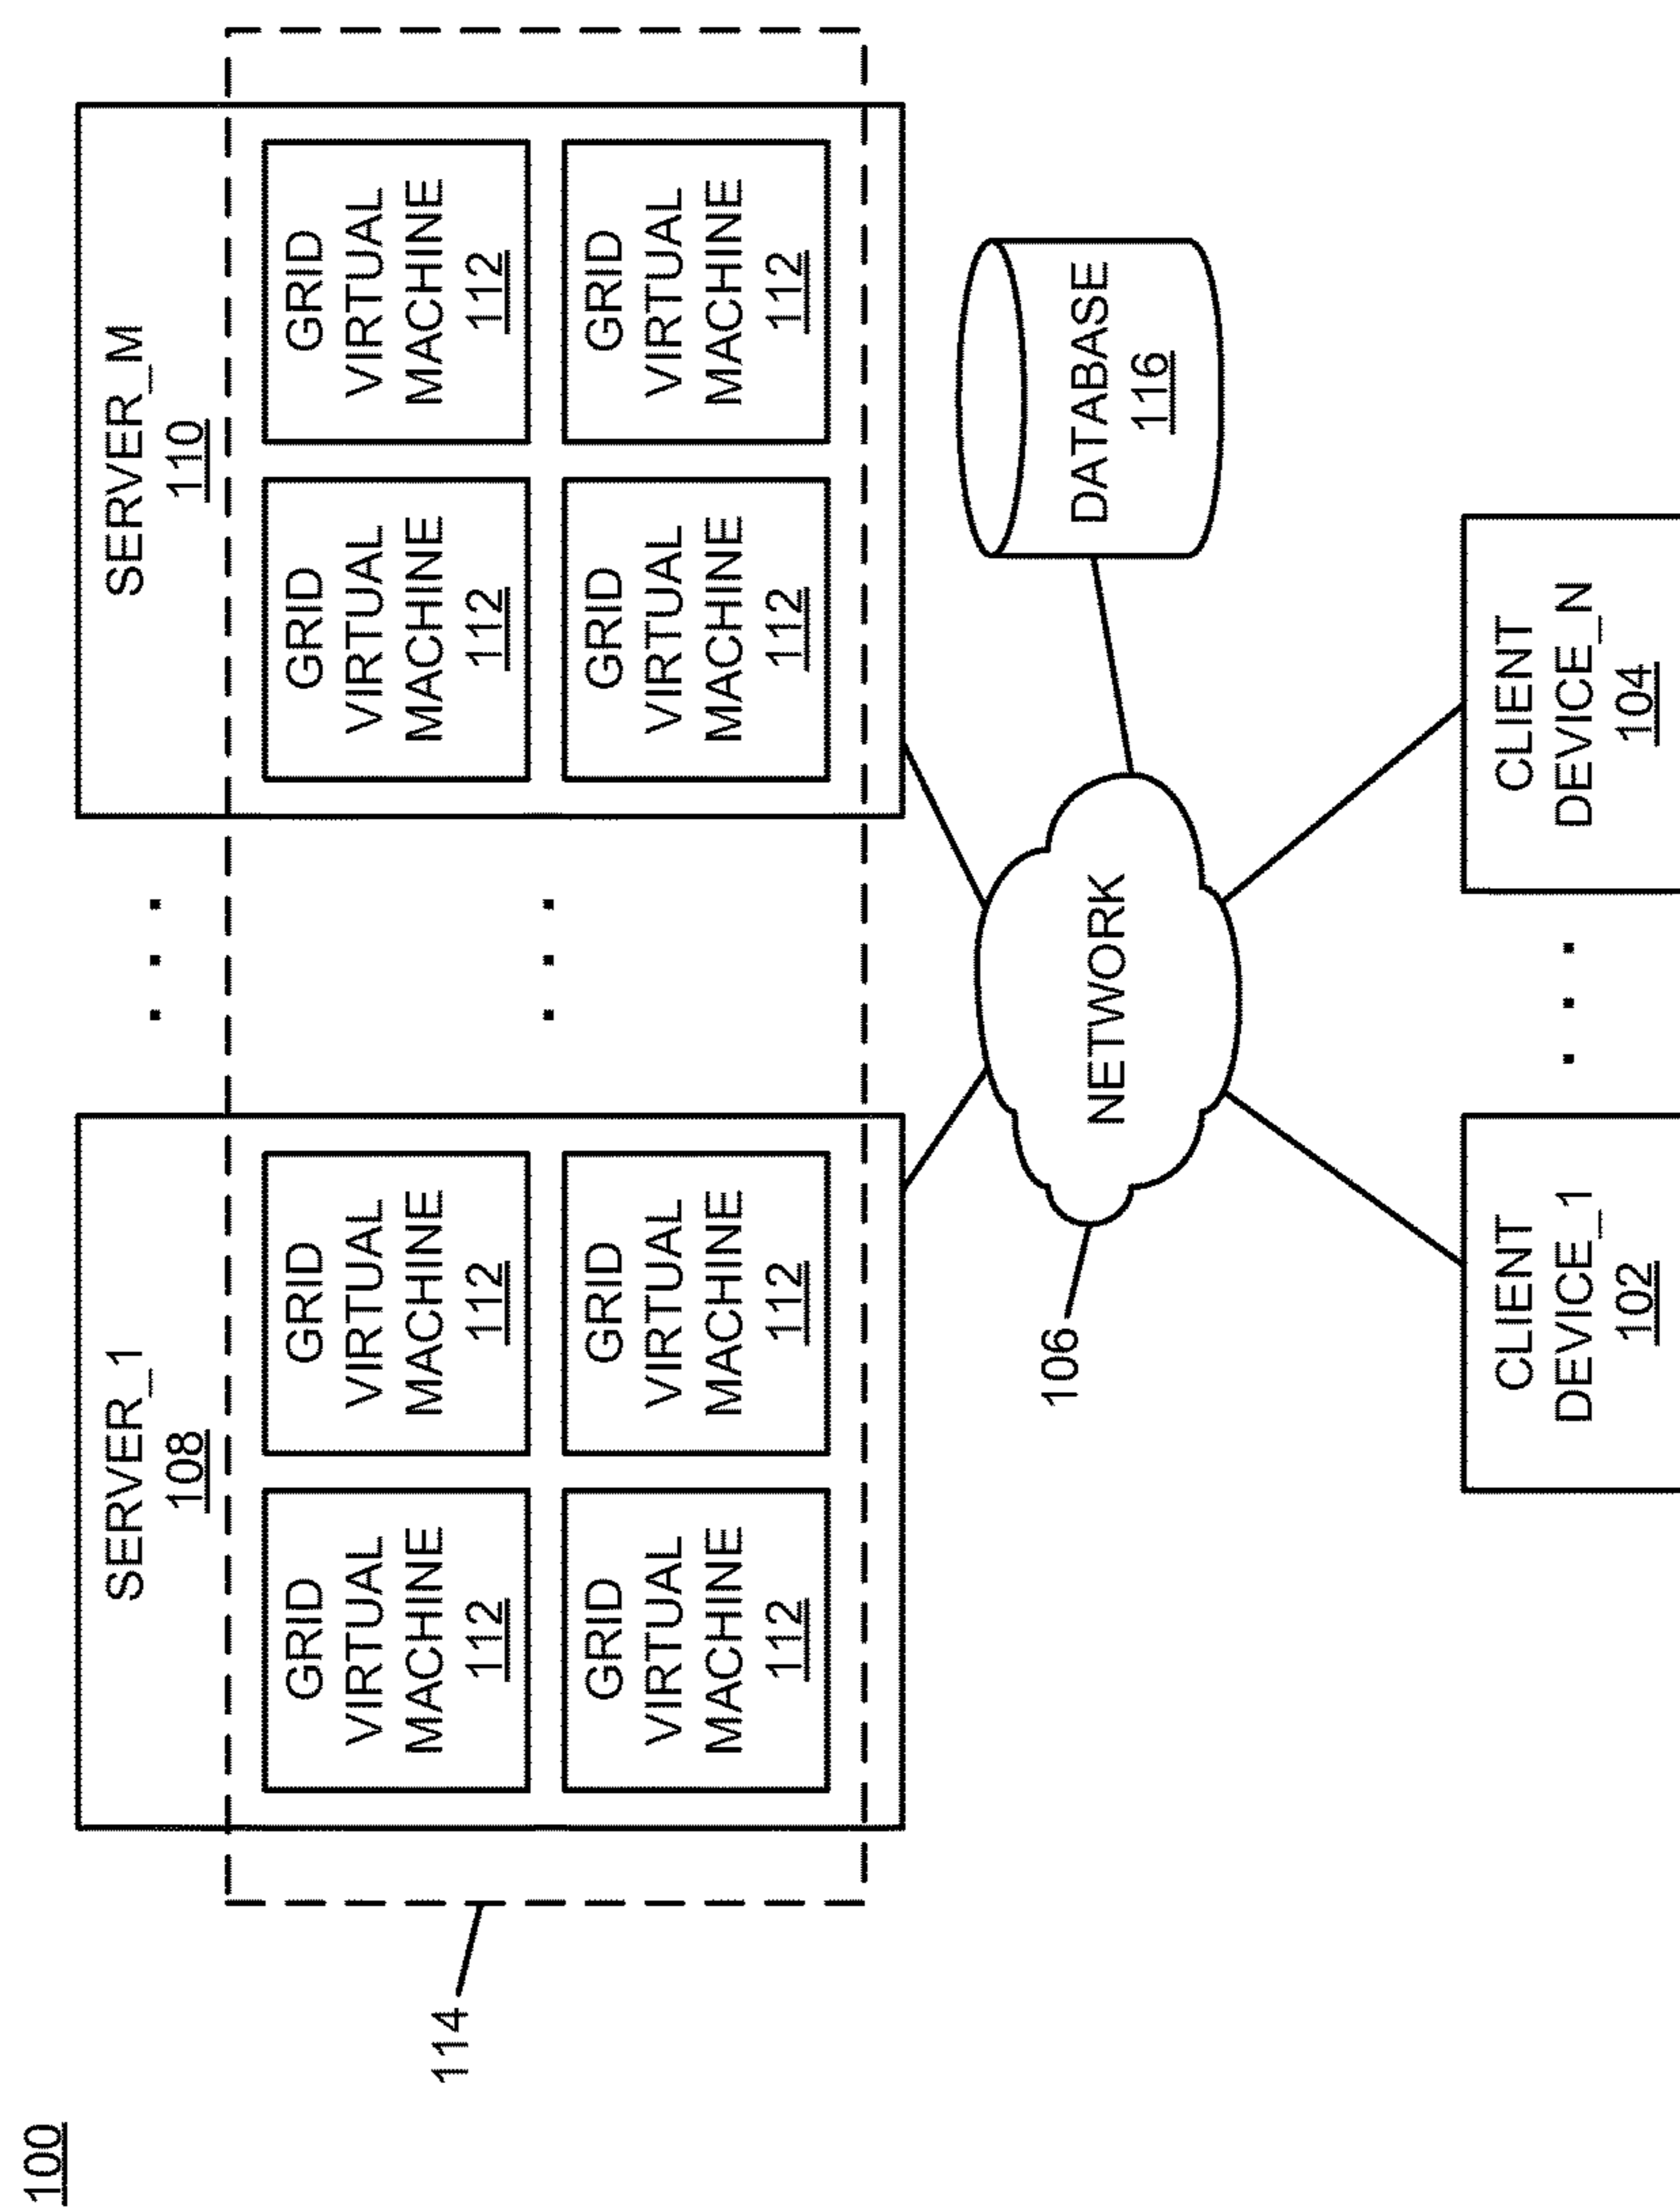 100
SERVER_1
108
SERVER_M
110
. . .
GRID
VIRTUAL
MACHINE
112
GRID
VIRTUAL
MACHINE
112
GRID
VIRTUAL
MACHINE
112
GRID
VIRTUAL
MACHINE
112
. . .
GRID
VIRTUAL
MACHINE
112
GRID
VIRTUAL
MACHINE
112
GRID
VIRTUAL
MACHINE
112
GRID
VIRTUAL
MACHINE
112
114
106
NETWORK
DATABASE
116
CLIENT
DEVICE_1
102
. . .
CLIENT
DEVICE_N
104